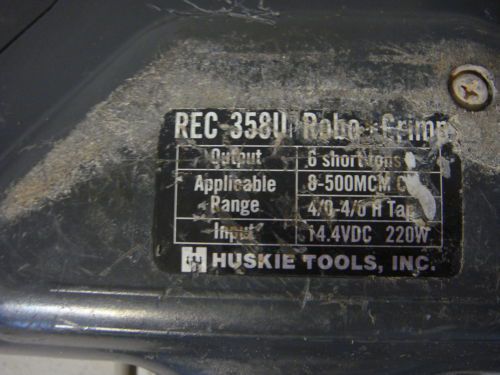 REC-358U Robo-Crimp
Output 6 short tons
Applicable 8-500MCM
Range 4/0-4/0 H Tap
Input 14.4VDC 220W
H HUSKIE TOOLS, INC.